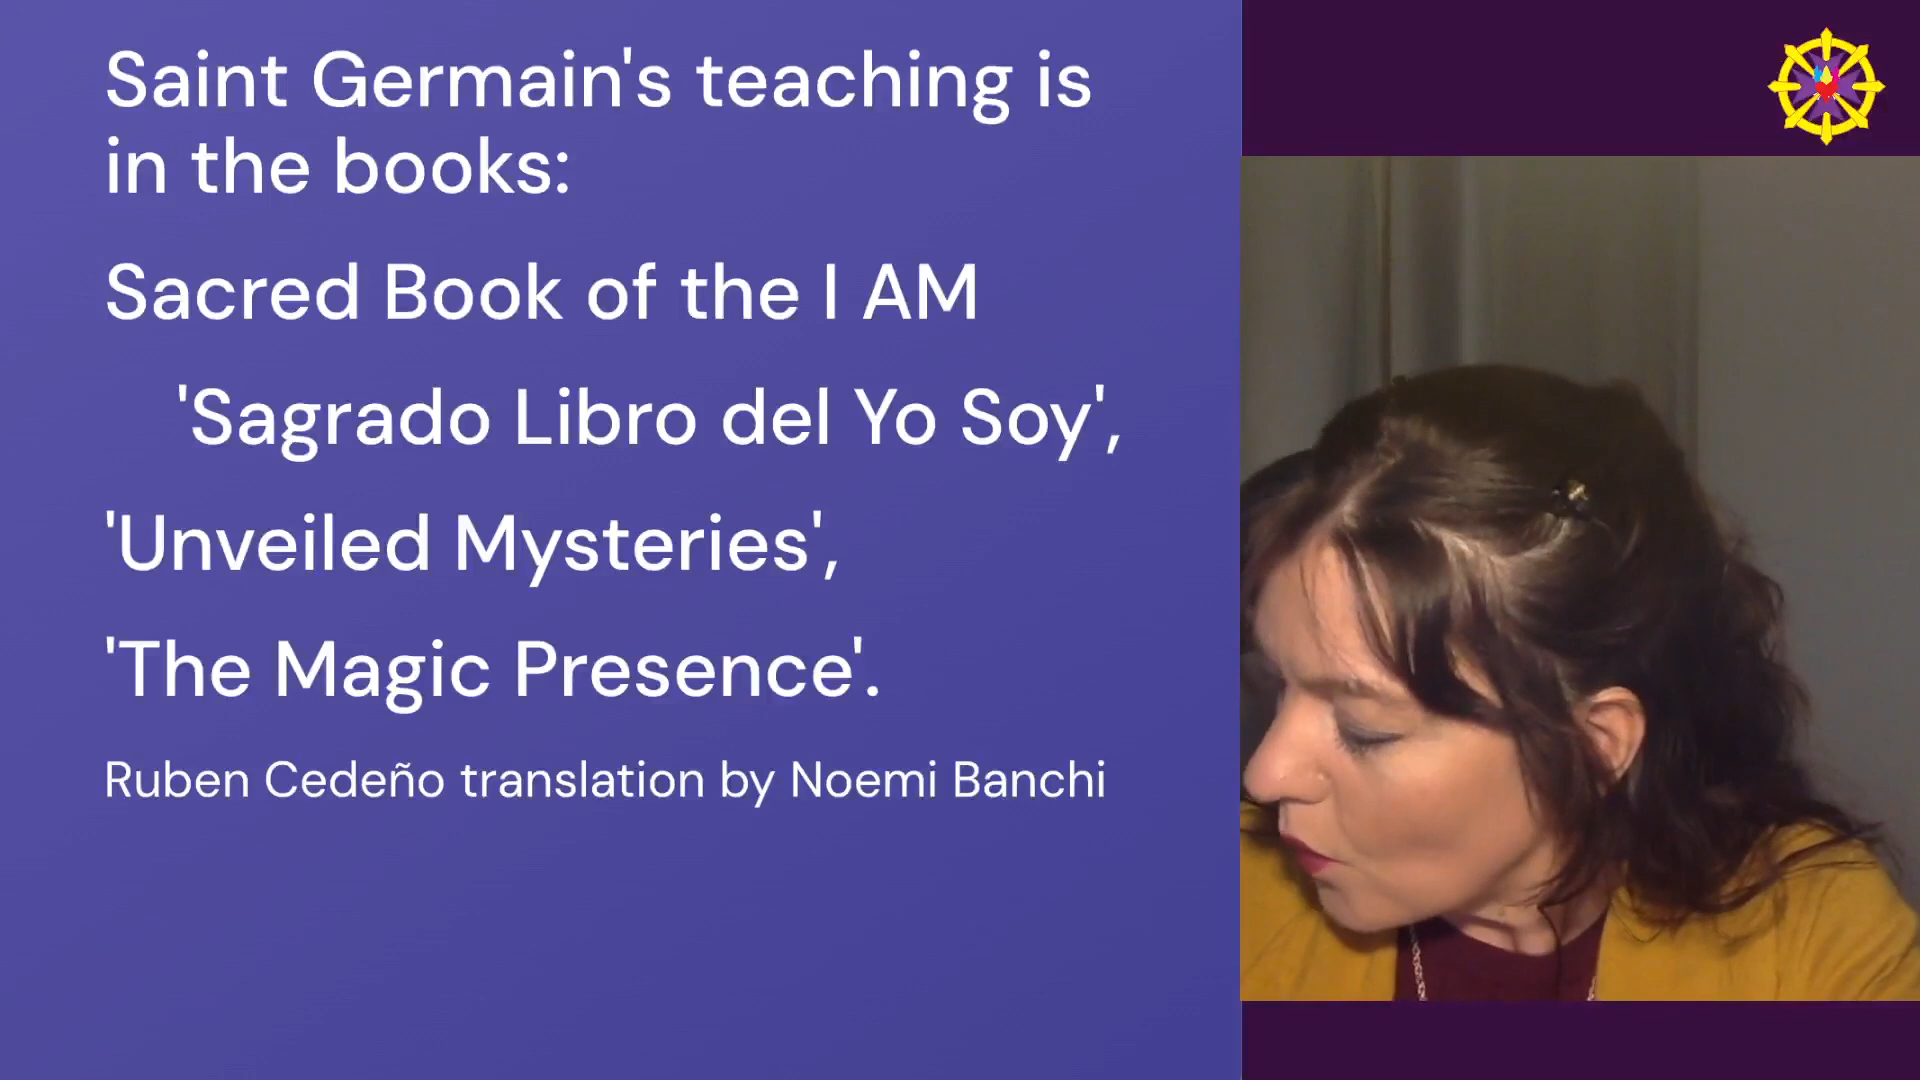 Saint Germain's teaching is
in the books:
Sacred Book of the I AM
'Sagrado Libro del Yo Soy',
'Unveiled Mysteries',
'The Magic Presence'.
Ruben Cedeño translation by Noemi Banchi